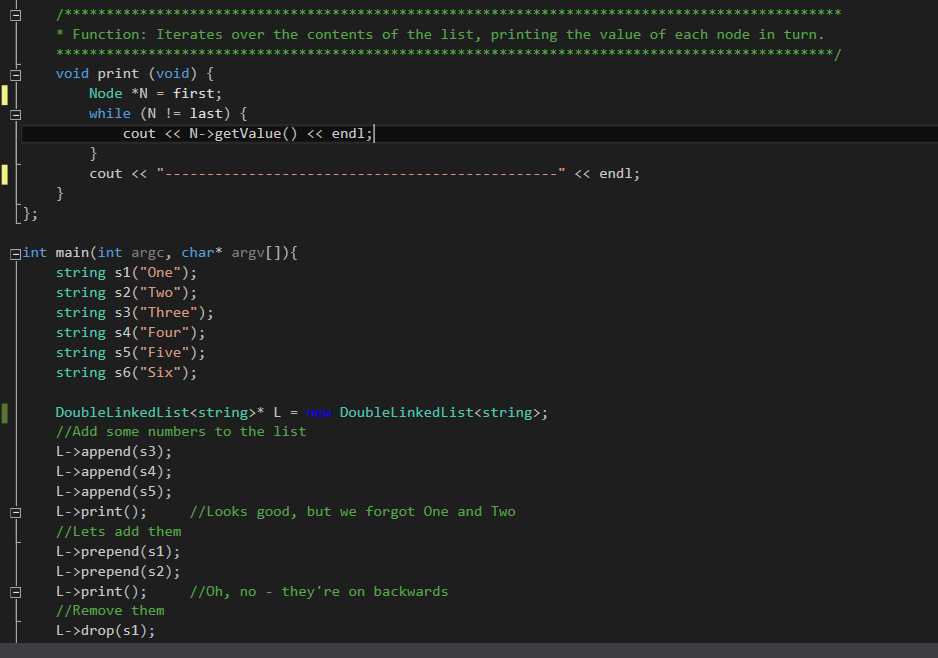 /*********************************************************************************************
* Function: Iterates over the contents of the list, printing the value of each node in turn.
*********************************************************************************************/
void print (void) {
Node *N = first;
while (N != last) {
cout << N->getValue() << endl;
}
cout << "-----------------------------------------------" << endl;
}
};
int main(int argc, char* argv[]){
string s1("One");
string s2("Two");
string s3("Three");
string s4("Four");
string s5("Five");
string s6("Six");
DoubleLinkedList<string>* L = new DoubleLinkedList<string>;
//Add some numbers to the list
L->append(s3);
L->append(s4);
L->append(s5);
L->print();     //Looks good, but we forgot One and Two
//Lets add them
L->prepend(s1);
L->prepend(s2);
L->print();     //Oh, no - they're on backwards
//Remove them
L->drop(s1);